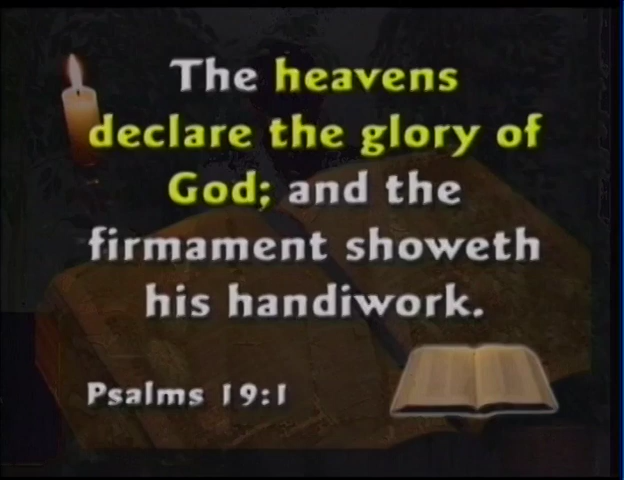 The heavens
declare the glory of
God; and the
firmament showeth
his handiwork.
Psalms 19:1